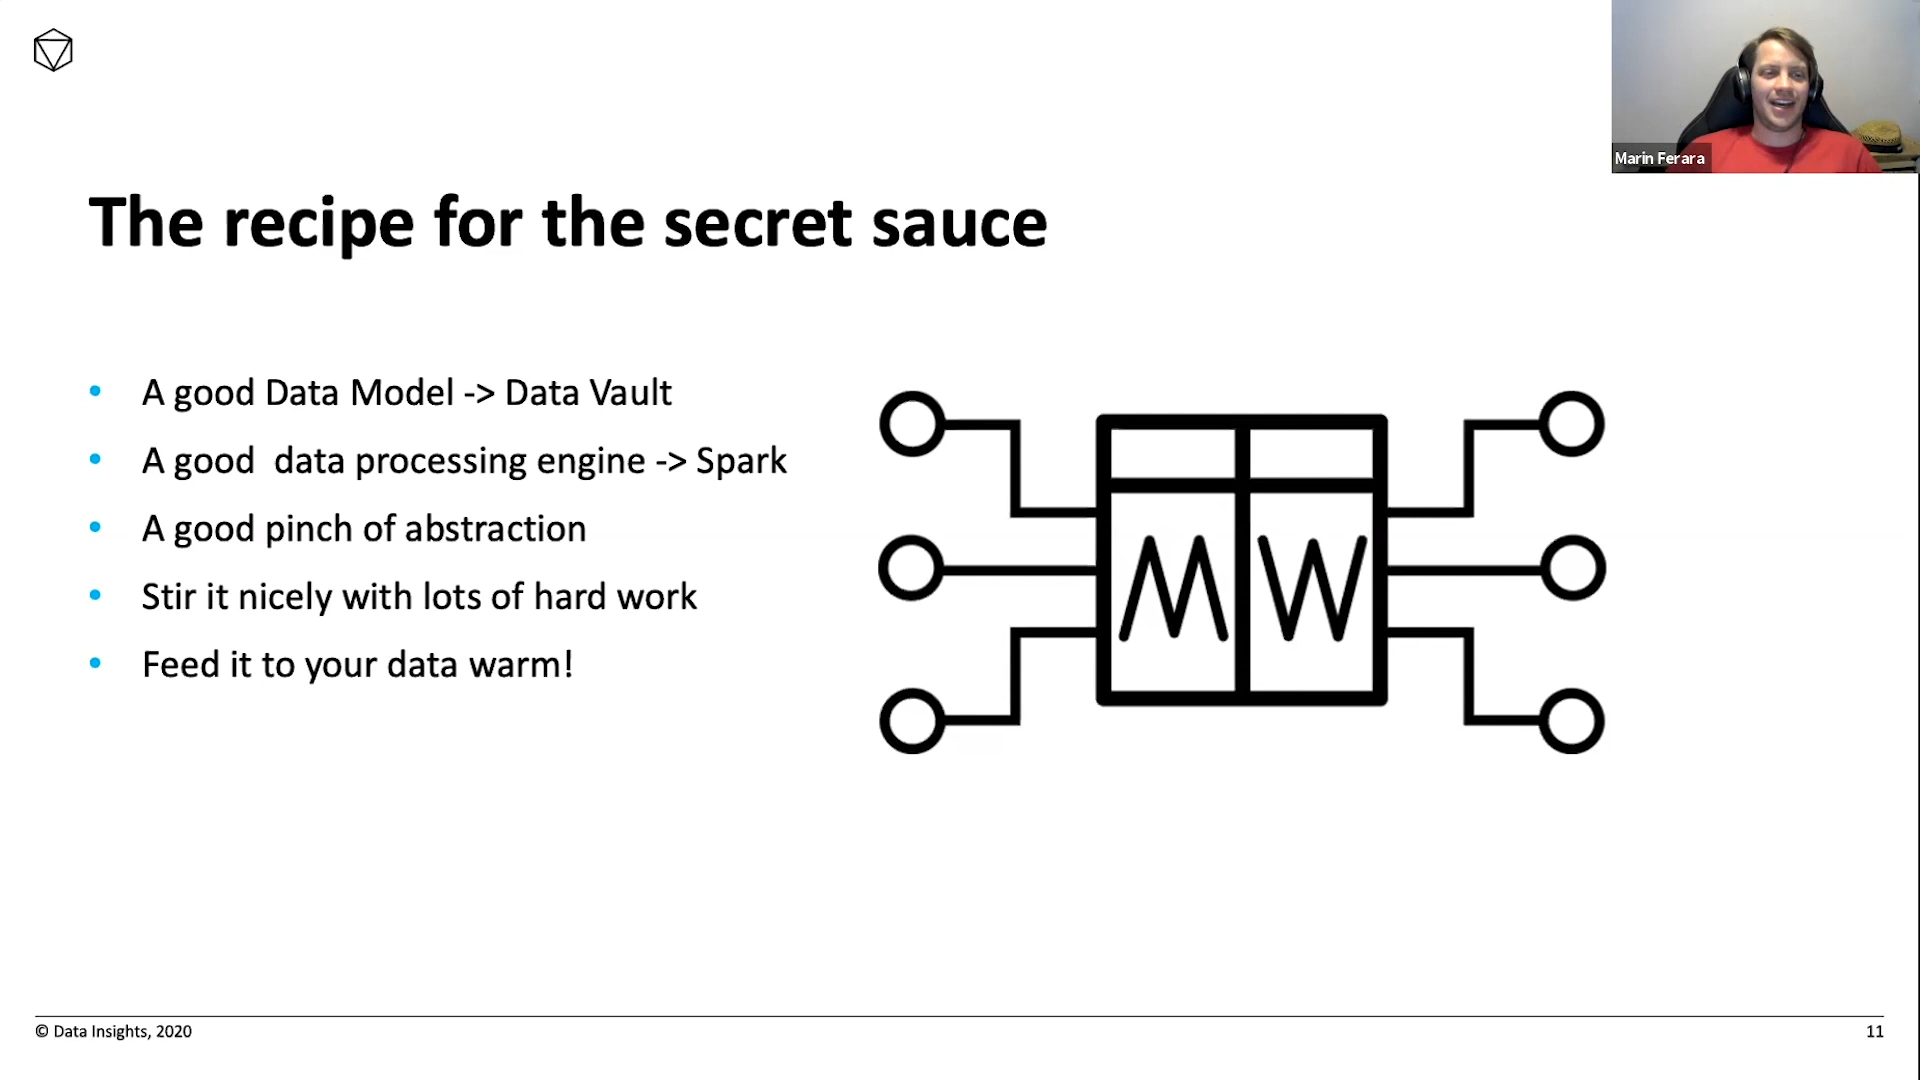 Marin Ferara
The recipe for the secret sauce
• A good Data Model -> Data Vault
• A good  data processing engine -> Spark
• A good pinch of abstraction
• Stir it nicely with lots of hard work
• Feed it to your data warm!
M W
© Data Insights, 2020
11